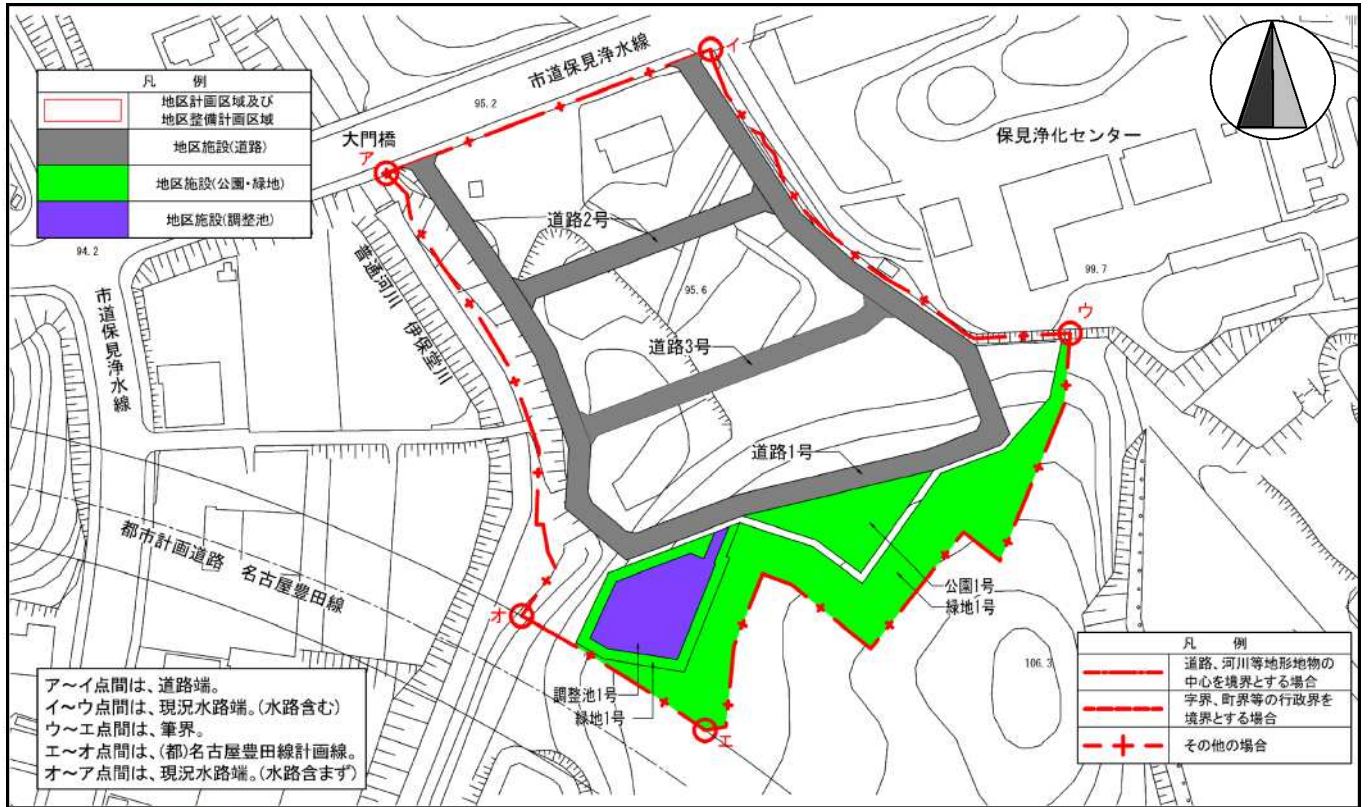 凡 例
地区計画区域及び
地区整備計画区域
地区施設(道路)
地区施設(公園・緑地)
地区施設(調整池)
市道保見浄水線
イ
95.2
大門橋
ア
保見浄化センター
94.2
道路2号
普通河川 伊保堂川
99.7
95.6
ウ
市道保見浄水線
道路3号
道路1号
都市計画道路 名古屋豊田線
公園1号
緑地1号
オ
106.3
調整池1号
緑地1号
エ
ア～イ点間は、道路端。
イ～ウ点間は、現況水路端。(水路含む)
ウ～エ点間は、筆界。
エ～オ点間は、(都)名古屋豊田線計画線。
オ～ア点間は、現況水路端。(水路含まず)
凡 例
道路、河川等地形地物の
中心を境界とする場合
字界、町界等の行政界を
境界とする場合
その他の場合